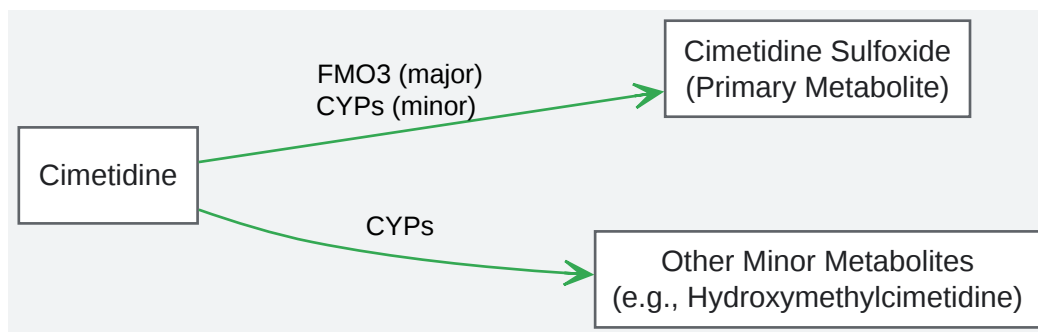 Cimetidine Sulfoxide
(Primary Metabolite)
FMO3 (major)
CYPs (minor)
Cimetidine
CYPs
Other Minor Metabolites
(e.g., Hydroxymethylcimetidine)